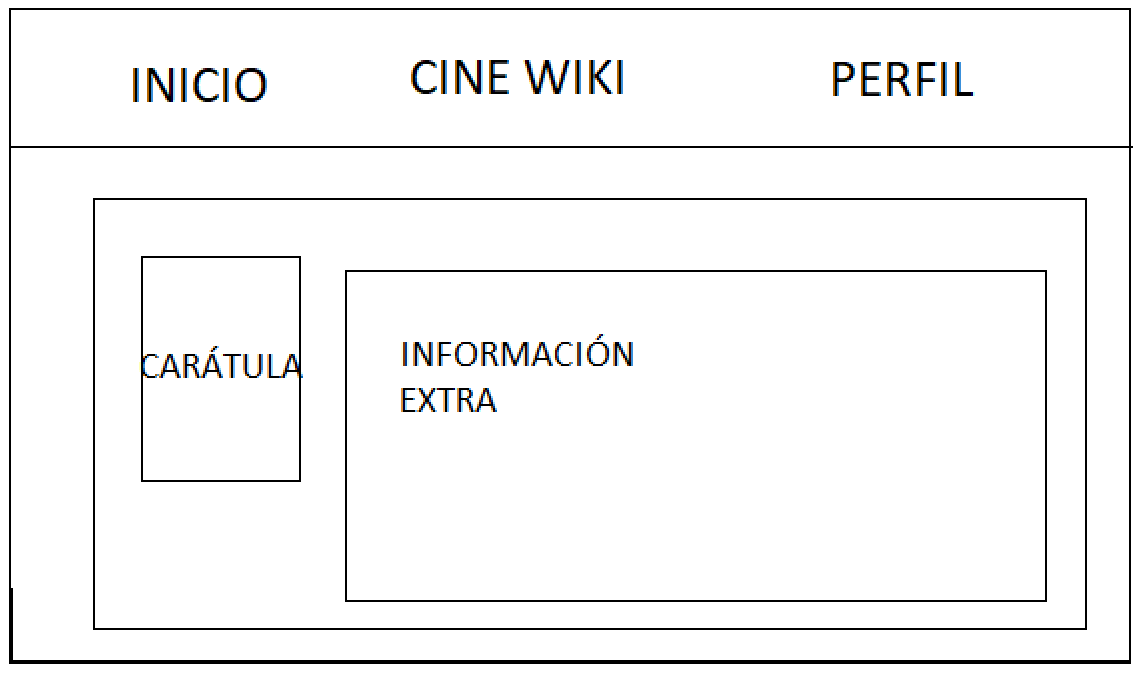 INICIO
CINE WIKI
PERFIL
CARÁTULA
INFORMACIÓN
EXTRA